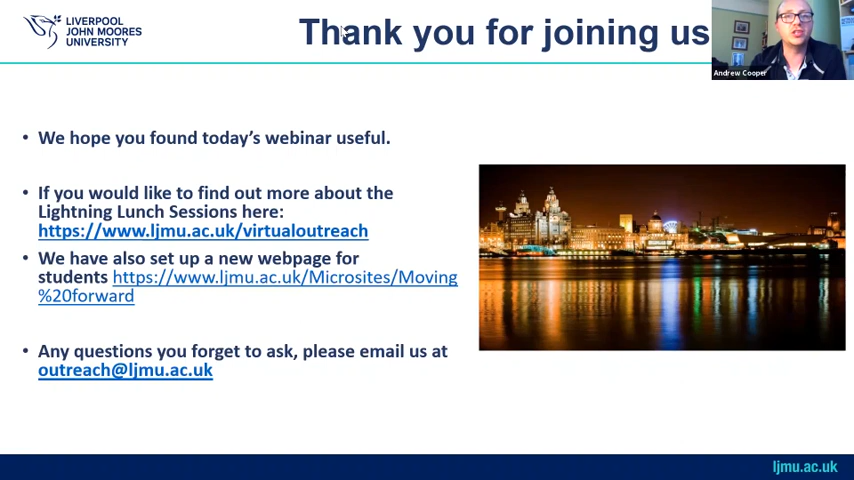 LIVERPOOL
JOHN MOORES
UNIVERSITY
Thank you for joining us
Andrew Cooper
• We hope you found today's webinar useful.
• If you would like to find out more about the
Lightning Lunch Sessions here:
https://www.ljmu.ac.uk/virtualoutreach
• We have also set up a new webpage for
students https://www.ljmu.ac.uk/Microsites/Moving
%20forward
• Any questions you forget to ask, please email us at
outreach@ljmu.ac.uk
ljmu.ac.uk